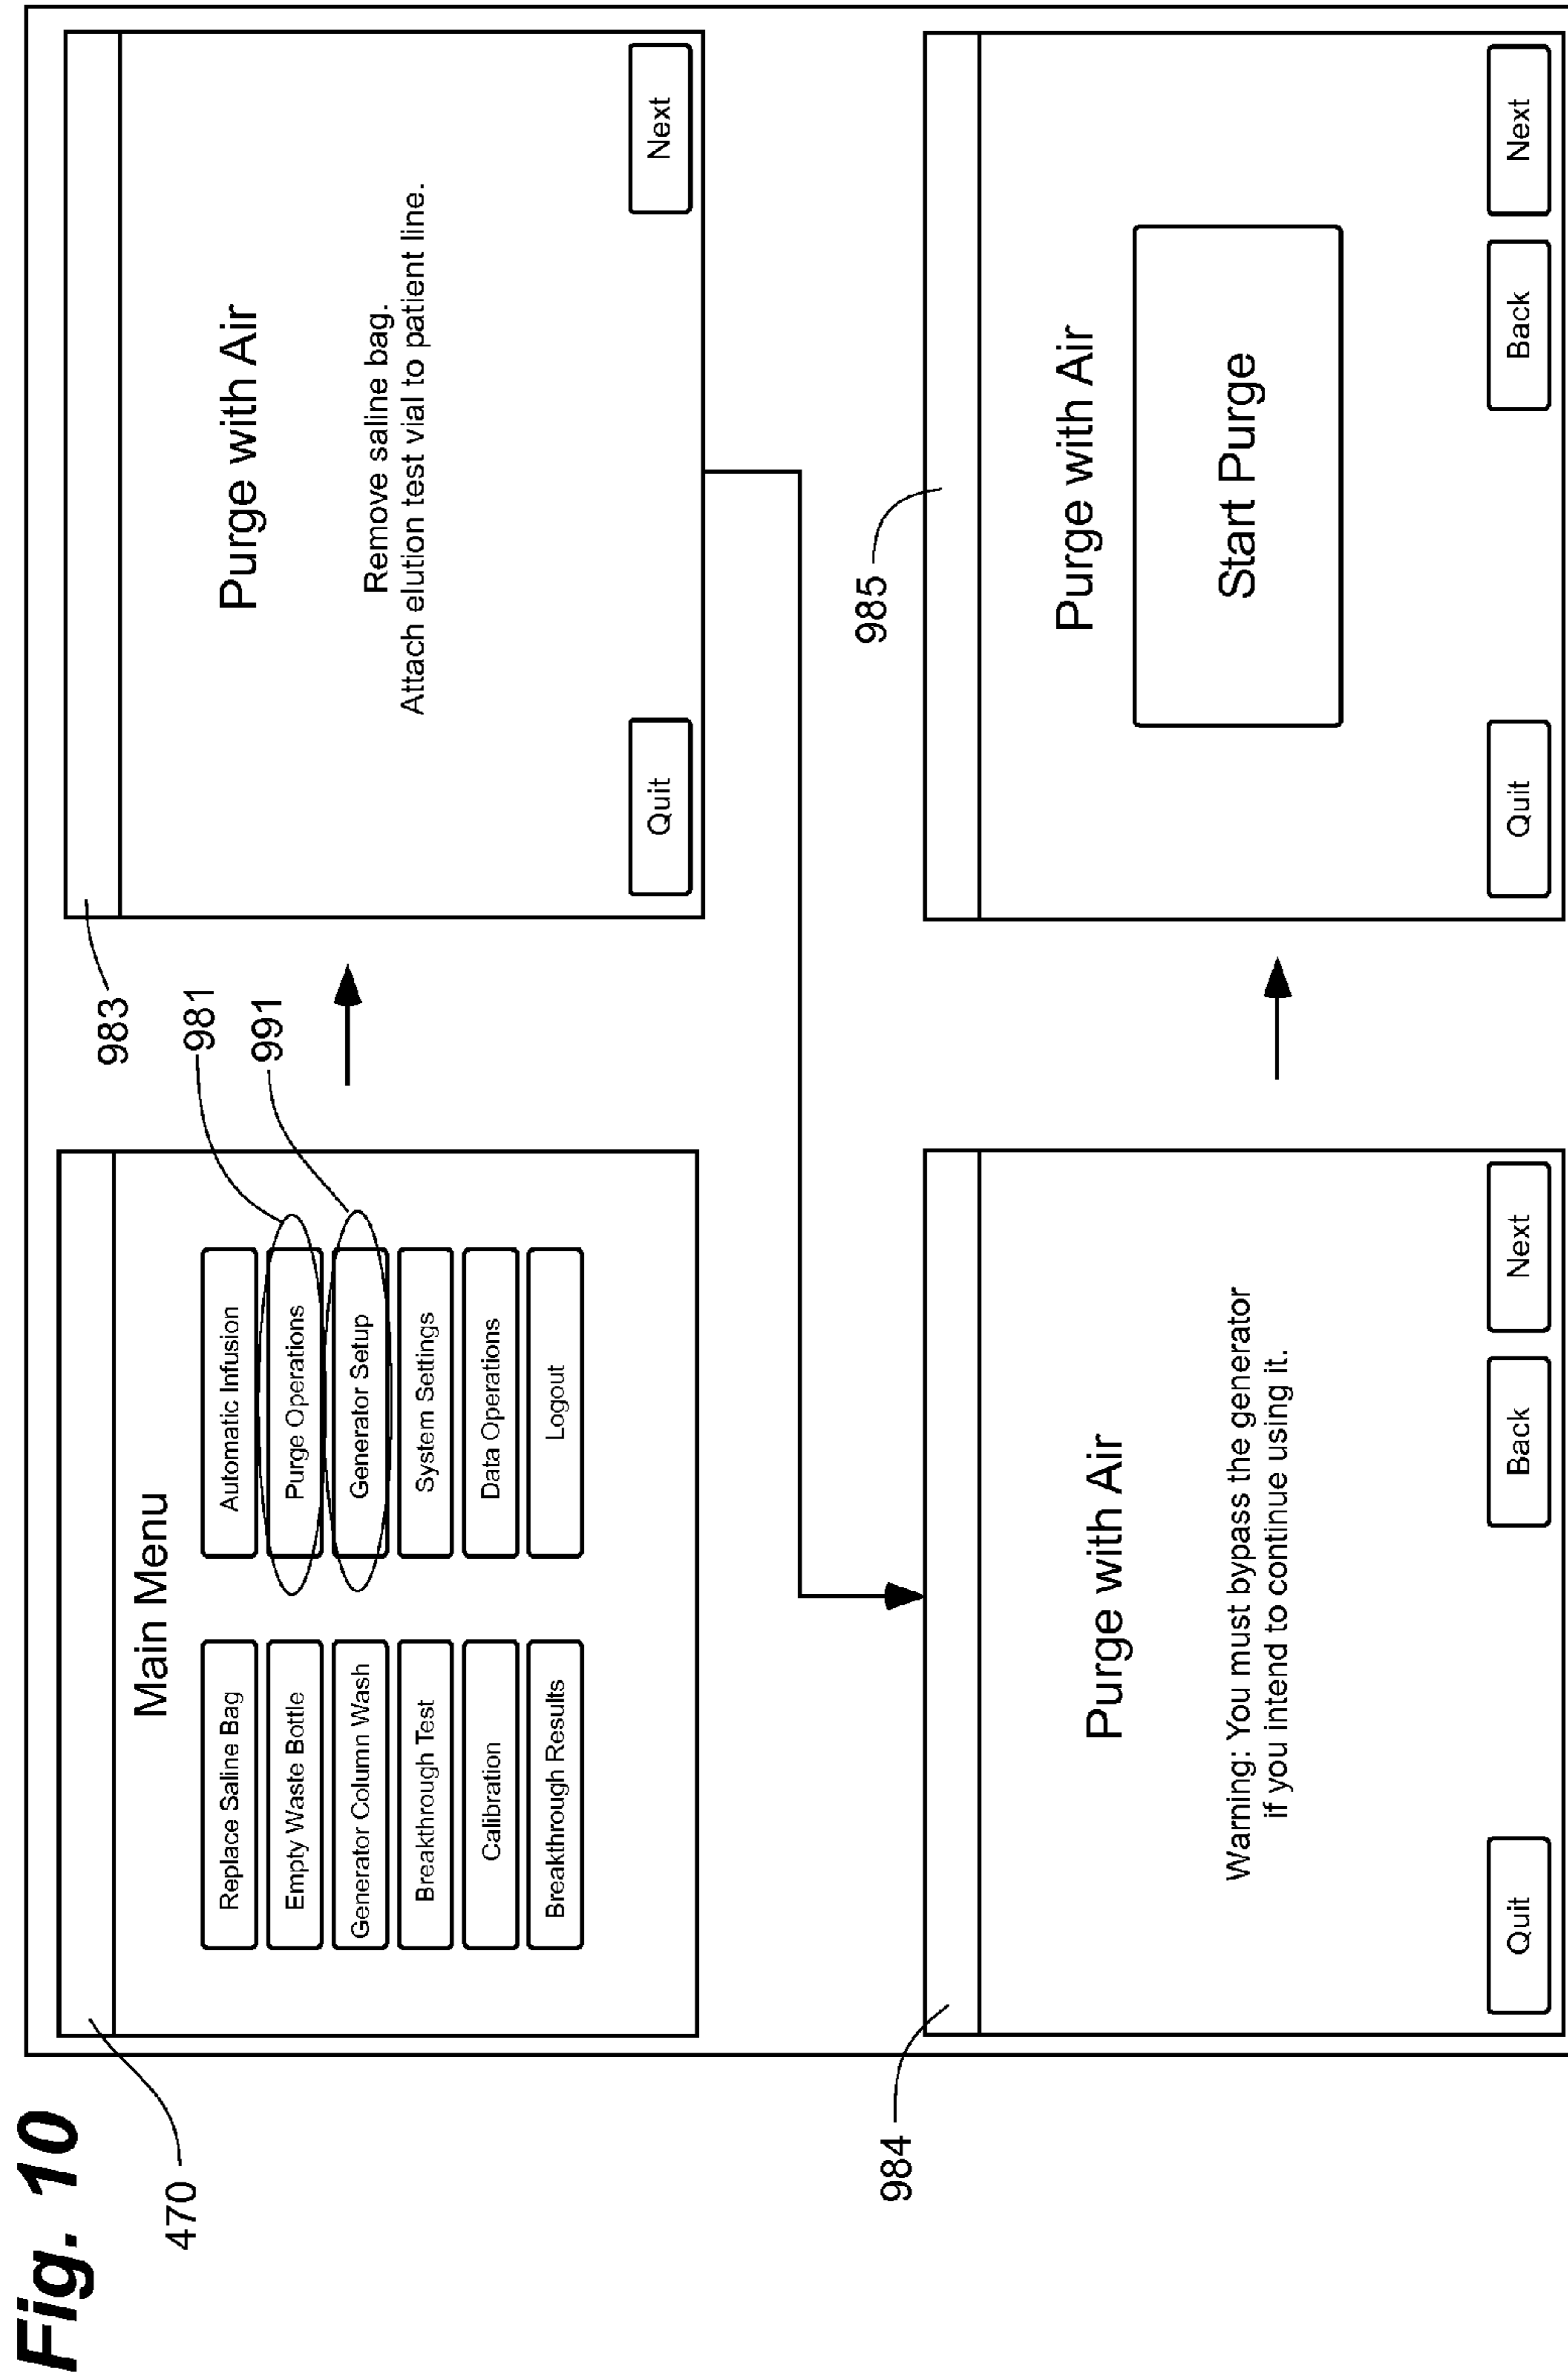 Fig. 10
470
Main Menu
Replace Saline Bag
Automatic Infusion
Empty Waste Bottle
Purge Operations
Generator Column Wash
Generator Setup
Breakthrough Test
System Settings
Calibration
Data Operations
Breakthrough Results
Logout
981
991
983
Purge with Air
Remove saline bag.
Attach elution test vial to patient line.
Quit
Next
984
Purge with Air
Warning: You must bypass the generator
if you intend to continue using it.
Quit
Back
Next
985
Purge with Air
Start Purge
Quit
Back
Next